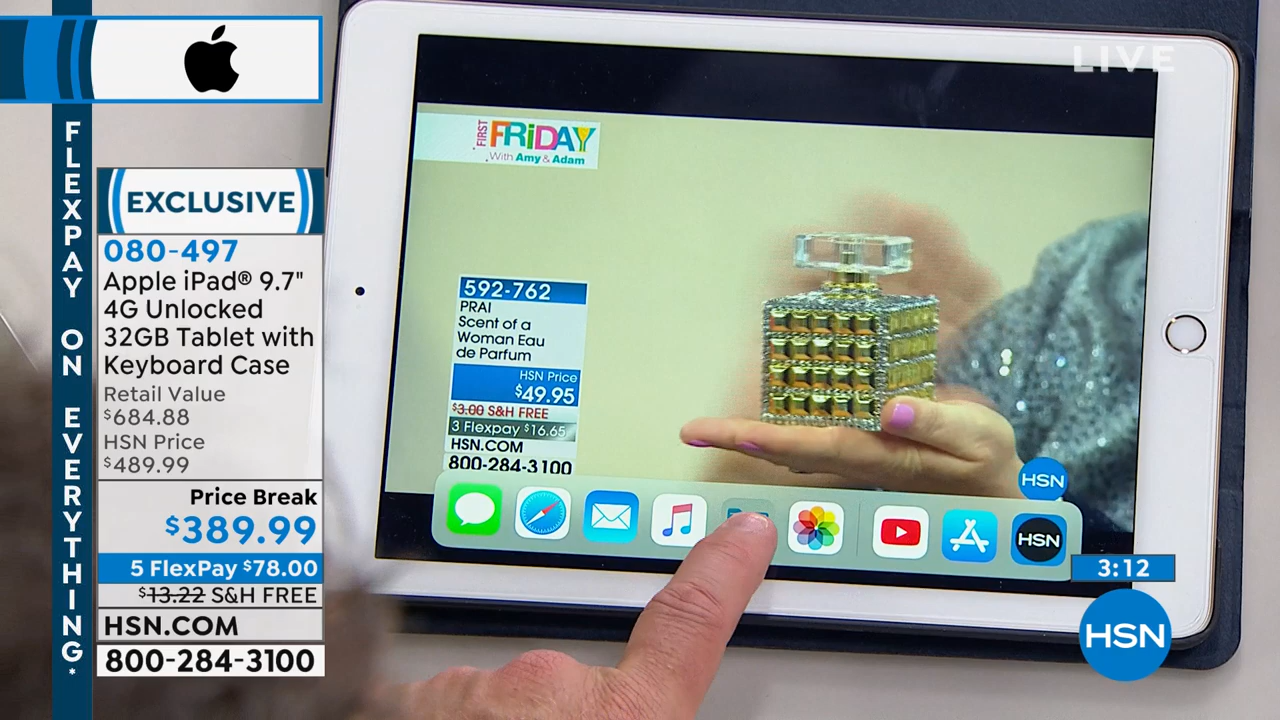 FLEXPAY ON EVERYTHING*
EXCLUSIVE
080-497
Apple iPad® 9.7"
4G Unlocked
32GB Tablet with
Keyboard Case
Retail Value
$684.88
HSN Price
$489.99
Price Break
$389.99
5 FlexPay $78.00
$13.22 S&H FREE
HSN.COM
800-284-3100
LIVE
FIRST
FRiDAY
With Amy & Adam
592-762
PRAI
Scent of a
Woman Eau
de Parfum
HSN Price
$49.95
$3.00 S&H FREE
3 Flexpay $16.65
HSN.COM
800-284-3100
HSN
HSN
3:12
HSN